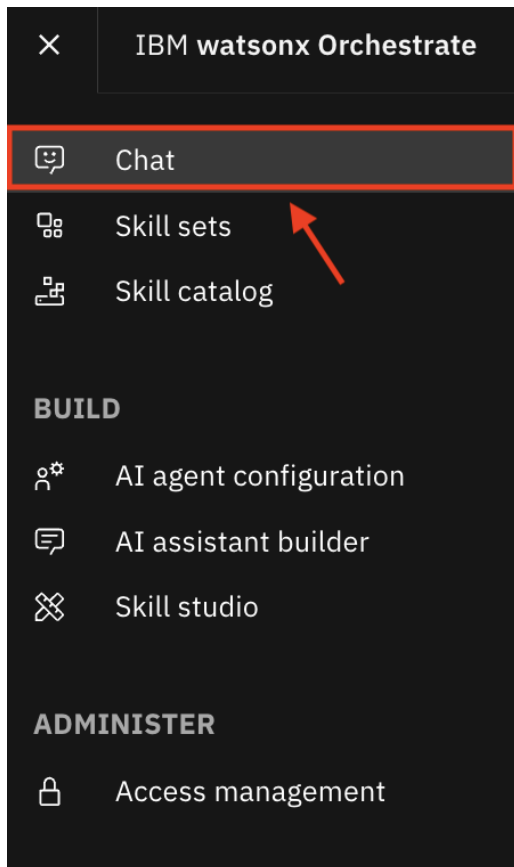 IBM watsonx Orchestrate
Chat
Skill sets
Skill catalog
BUILD
AI agent configuration
AI assistant builder
Skill studio
ADMINISTER
Access management